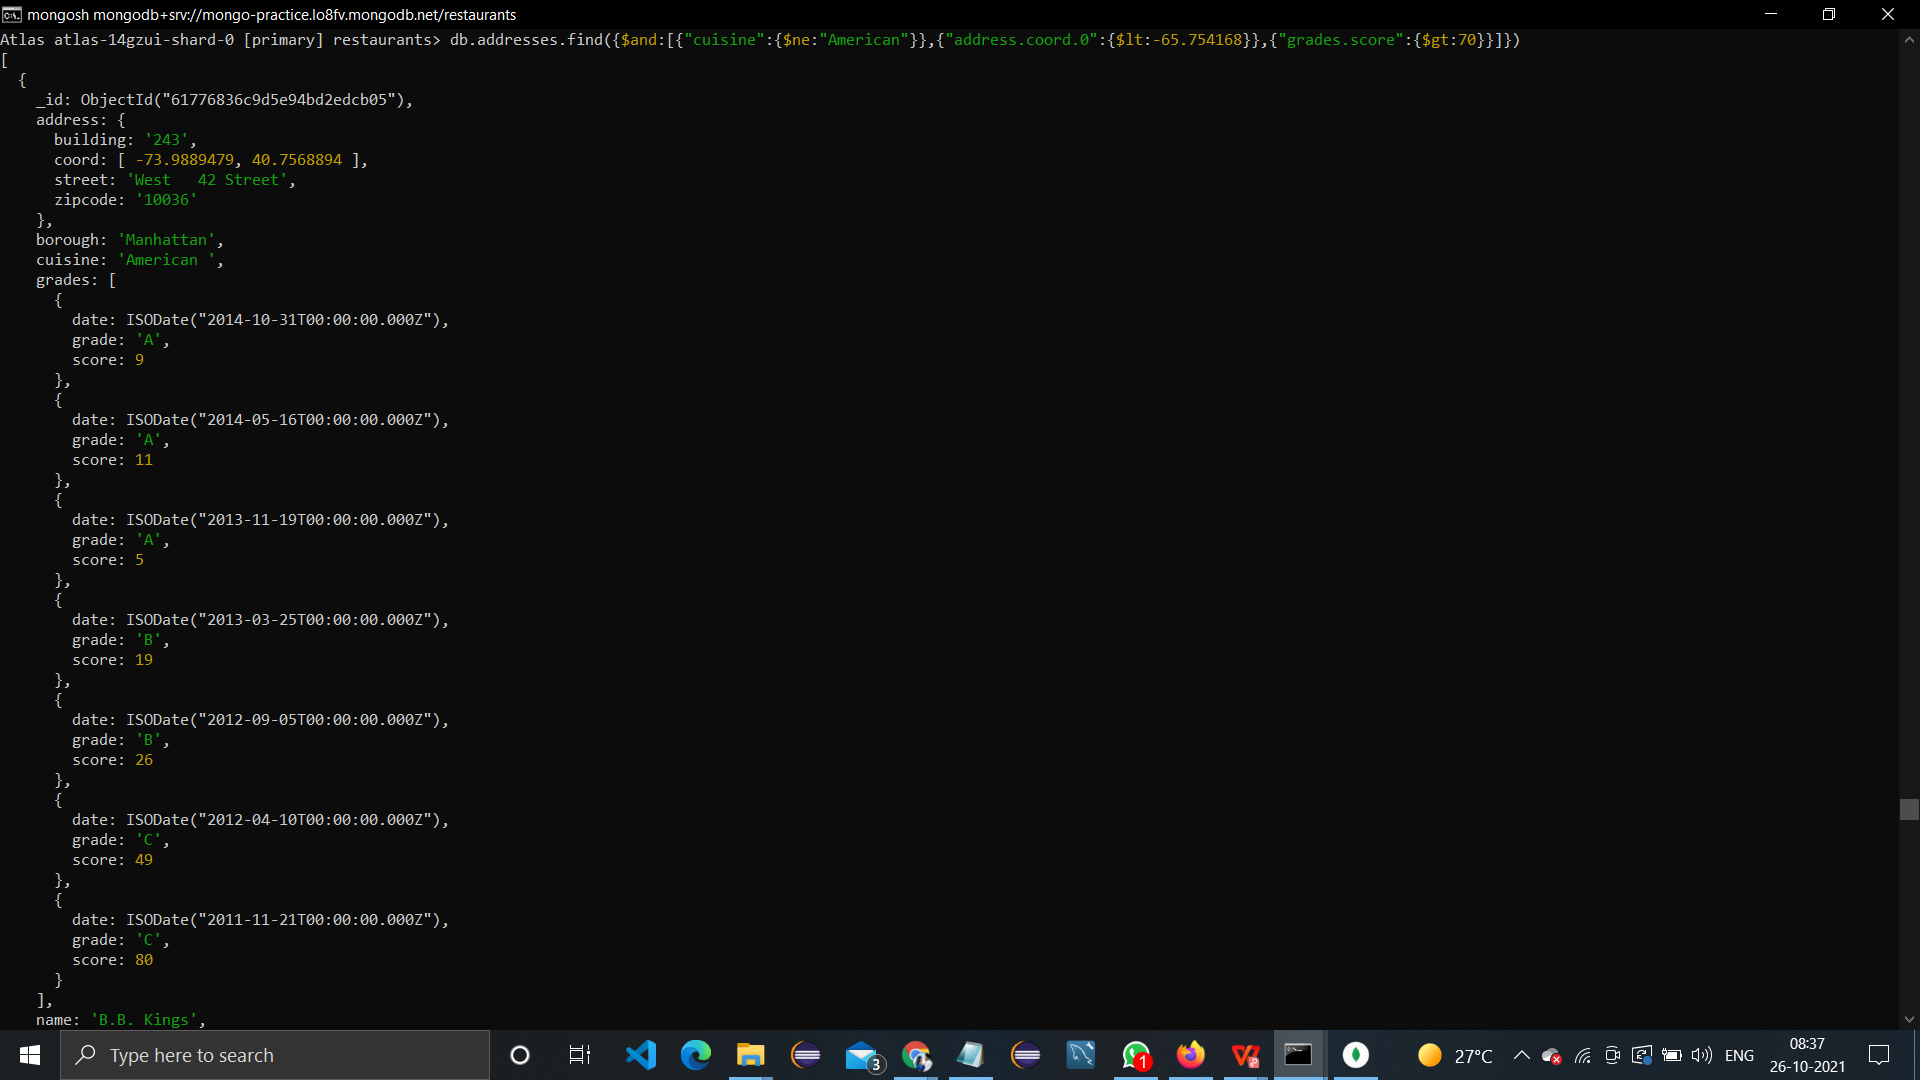 mongosh mongodb+srv://mongo-practice.lo8fv.mongodb.net/restaurants
Atlas atlas-14gzui-shard-0 [primary] restaurants> db.addresses.find({$and:[{"cuisine":{$ne:"American"}},{"address.coord.0":{$lt:-65.754168}},{"grades.score":{$gt:70}}]})
[
  {
    _id: ObjectId("61776836c9d5e94bd2edcb05"),
    address: {
      building: '243',
      coord: [ -73.9889479, 40.7568894 ],
      street: 'West   42 Street',
      zipcode: '10036'
    },
    borough: 'Manhattan',
    cuisine: 'American ',
    grades: [
      {
        date: ISODate("2014-10-31T00:00:00.000Z"),
        grade: 'A',
        score: 9
      },
      {
        date: ISODate("2014-05-16T00:00:00.000Z"),
        grade: 'A',
        score: 11
      },
      {
        date: ISODate("2013-11-19T00:00:00.000Z"),
        grade: 'A',
        score: 5
      },
      {
        date: ISODate("2013-03-25T00:00:00.000Z"),
        grade: 'B',
        score: 19
      },
      {
        date: ISODate("2012-09-05T00:00:00.000Z"),
        grade: 'B',
        score: 26
      },
      {
        date: ISODate("2012-04-10T00:00:00.000Z"),
        grade: 'C',
        score: 49
      },
      {
        date: ISODate("2011-11-21T00:00:00.000Z"),
        grade: 'C',
        score: 80
      }
    ],
    name: 'B.B. Kings',
Type here to search
3
1
27°C
ENG
08:37
26-10-2021